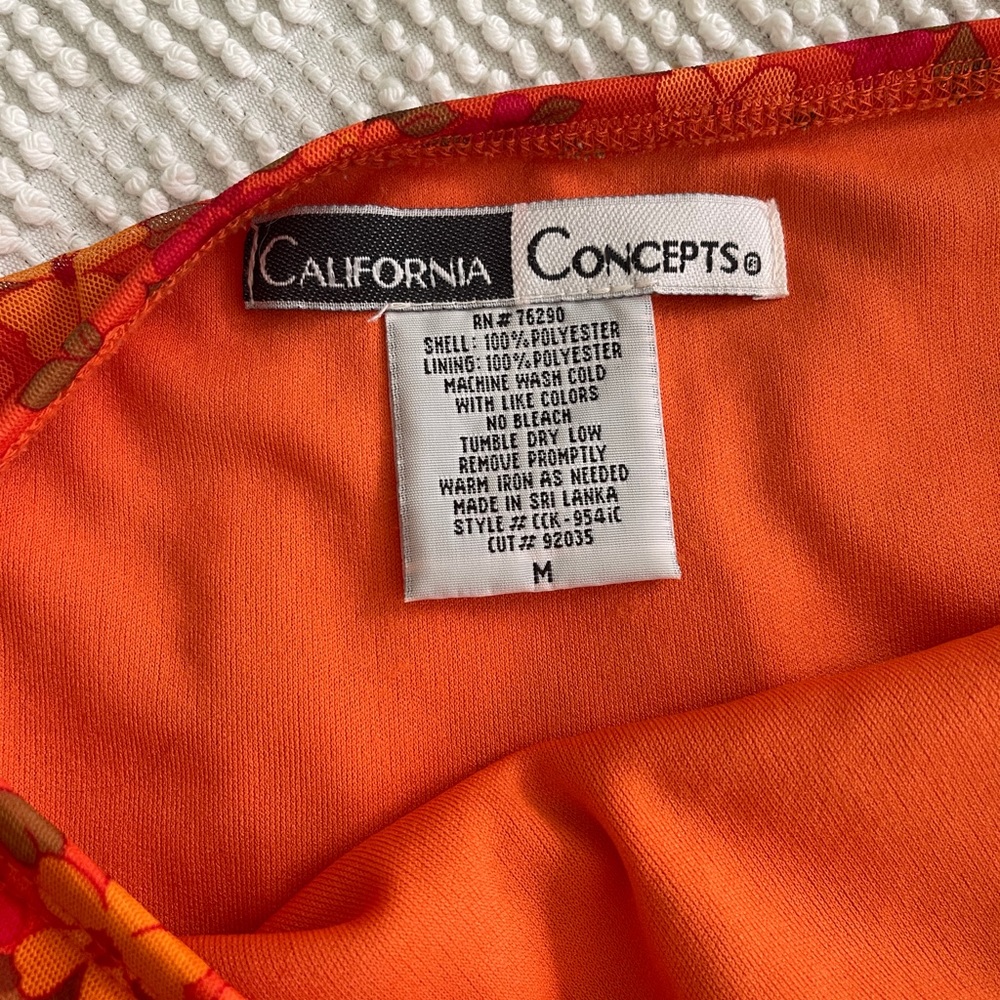 CALIFORNIA CONCEPTS®
RN # 76290
SHELL: 100% POLYESTER
LINING: 100% POLYESTER
MACHINE WASH COLD
WITH LIKE COLORS
NO BLEACH
TUMBLE DRY LOW
REMOVE PROMPTLY
WARM IRON AS NEEDED
MADE IN SRI LANKA
STYLE # CCK-954iC
CUT # 92035
M